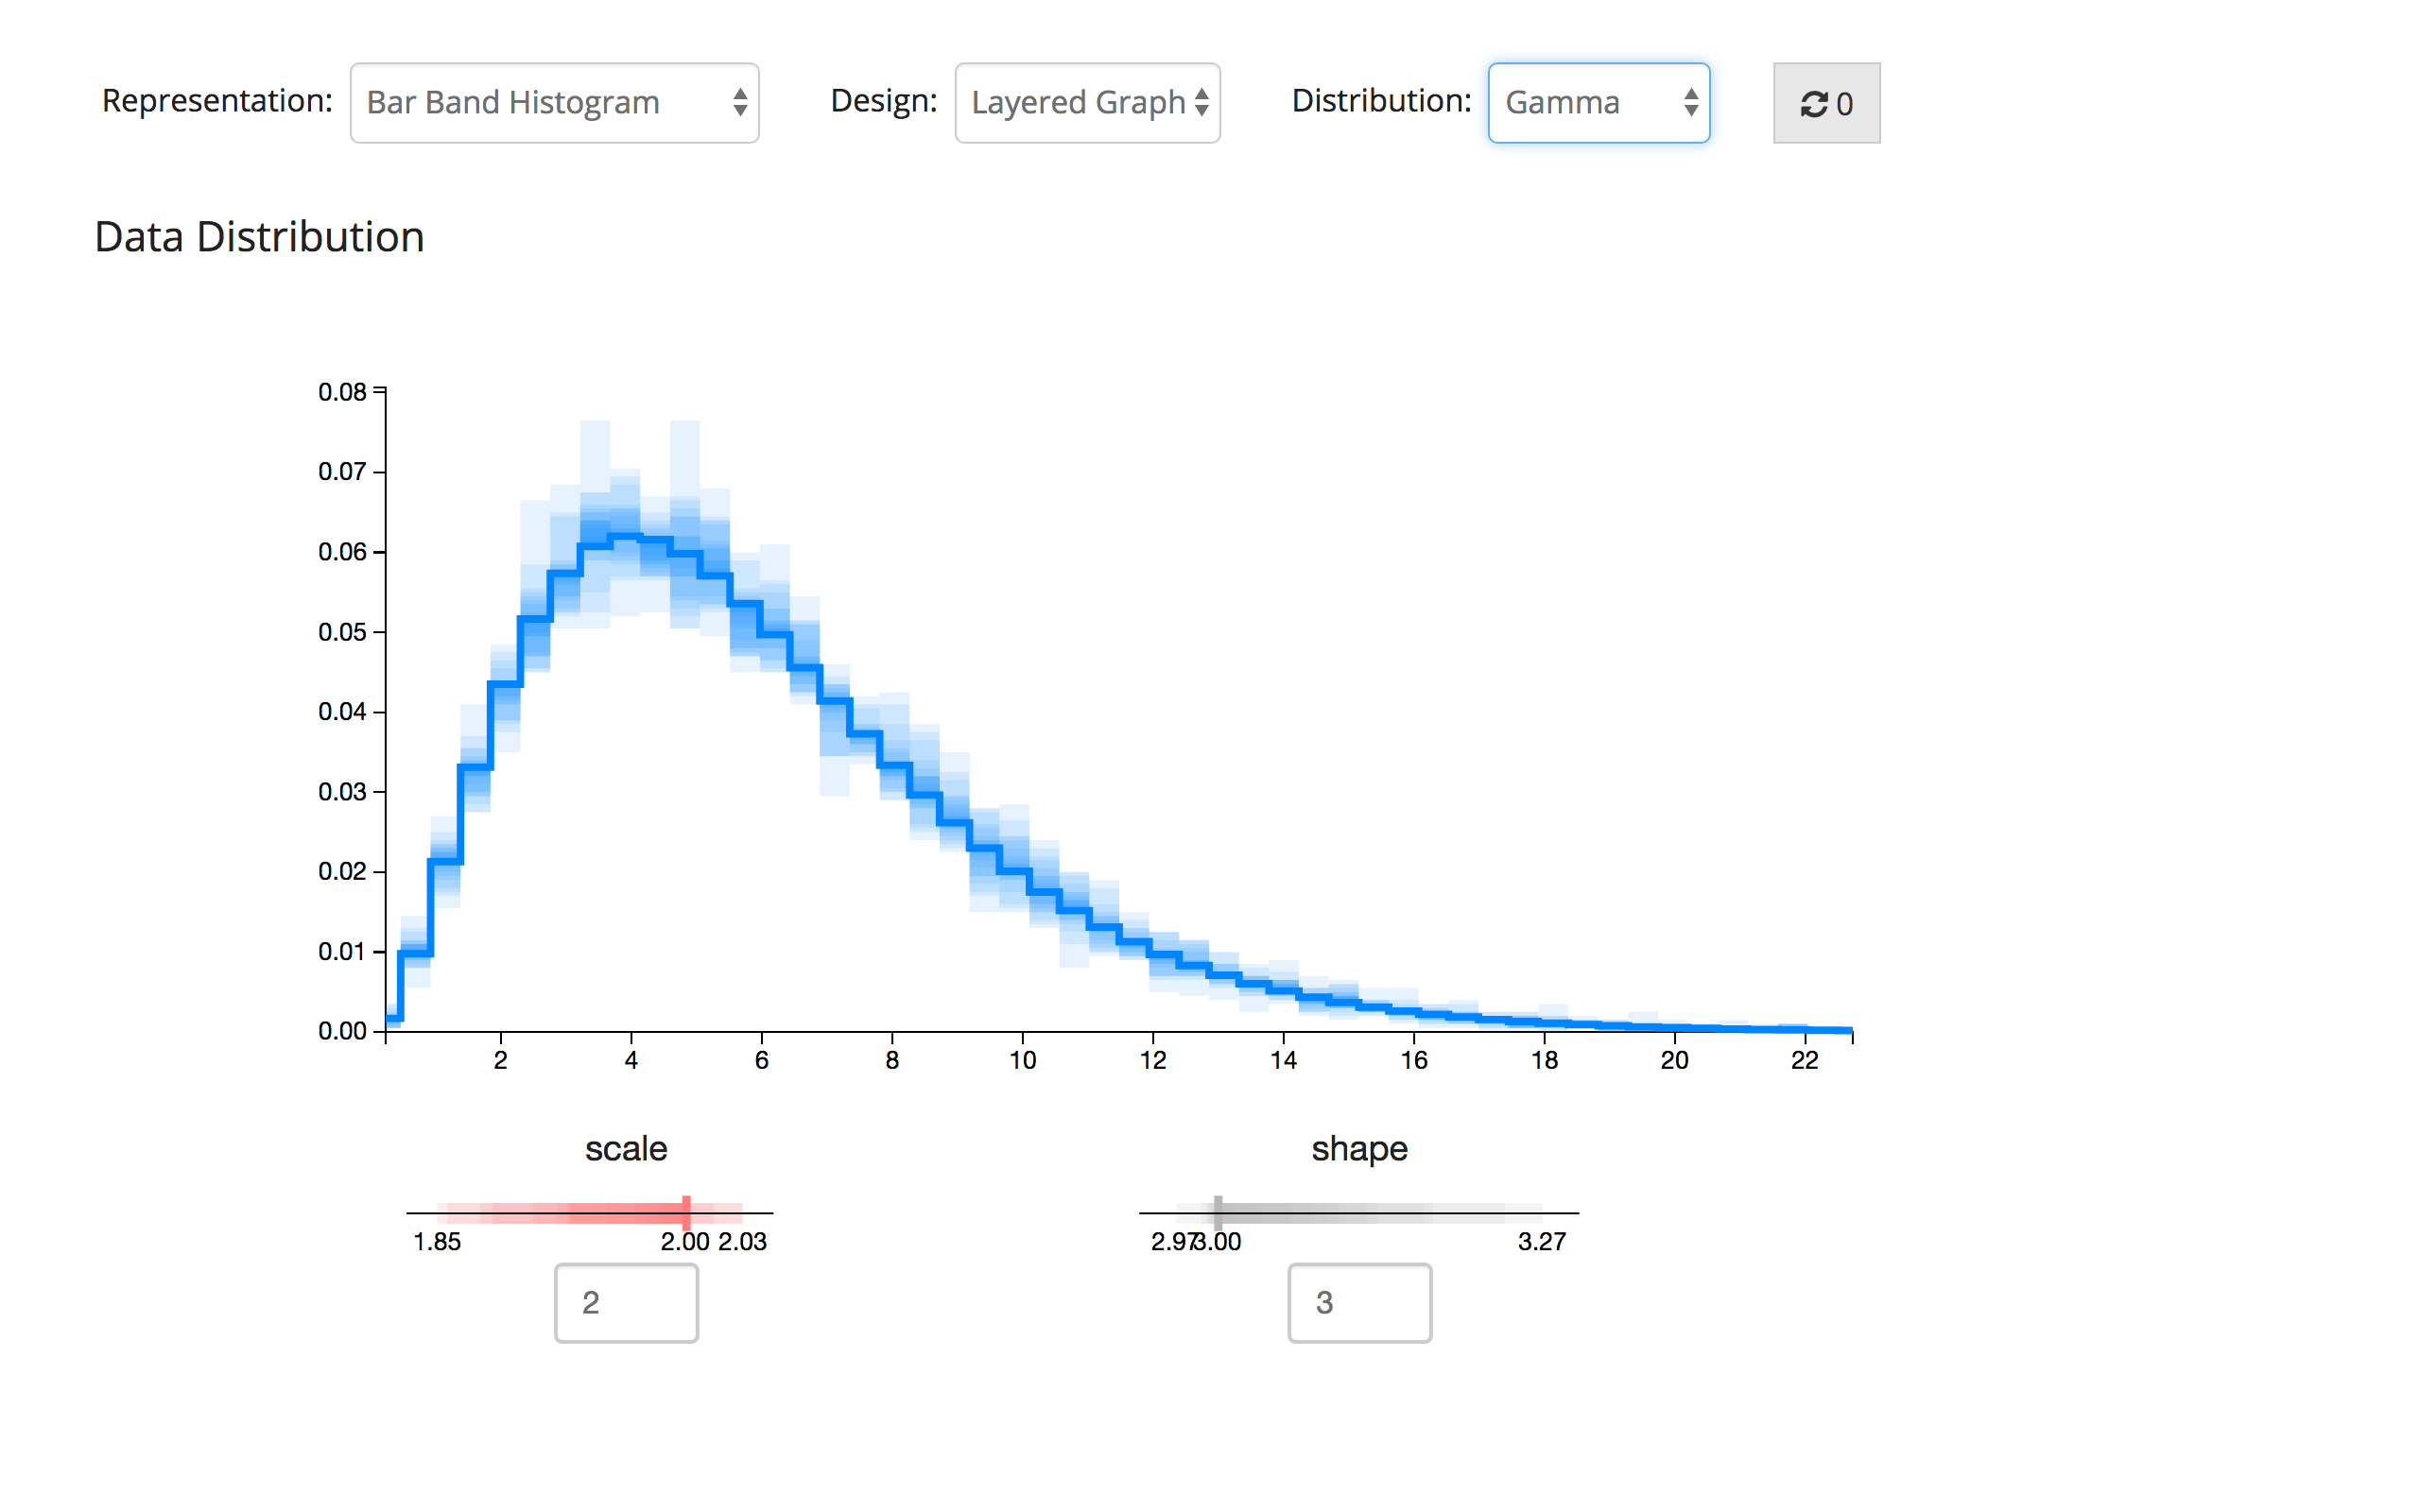 Representation: Bar Band Histogram Design: Layered Graph Distribution: Gamma 0
Data Distribution
0.08
0.07
0.06
0.05
0.04
0.03
0.02
0.01
0.00
2 4 6 8 10 12 14 16 18 20 22
scale shape
1.85 2.00 2.03 2.97 3.00 3.27
2 3